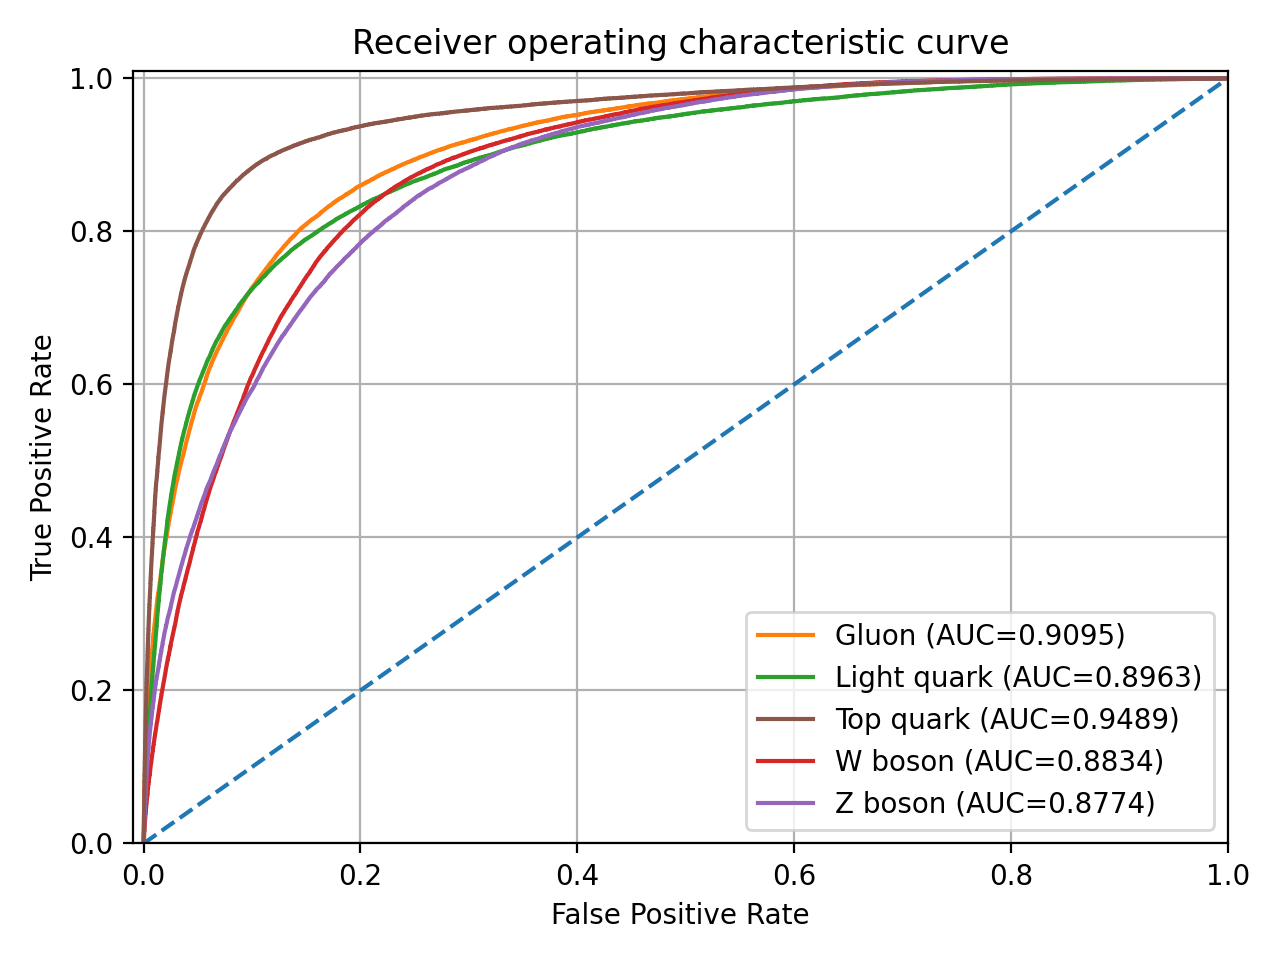 Receiver operating characteristic curve
1.0
0.8
0.6
0.4
0.2
0.0
True Positive Rate
Gluon (AUC=0.9095)
Light quark (AUC=0.8963)
Top quark (AUC=0.9489)
W boson (AUC=0.8834)
Z boson (AUC=0.8774)
0.0 0.2 0.4 0.6 0.8 1.0
False Positive Rate